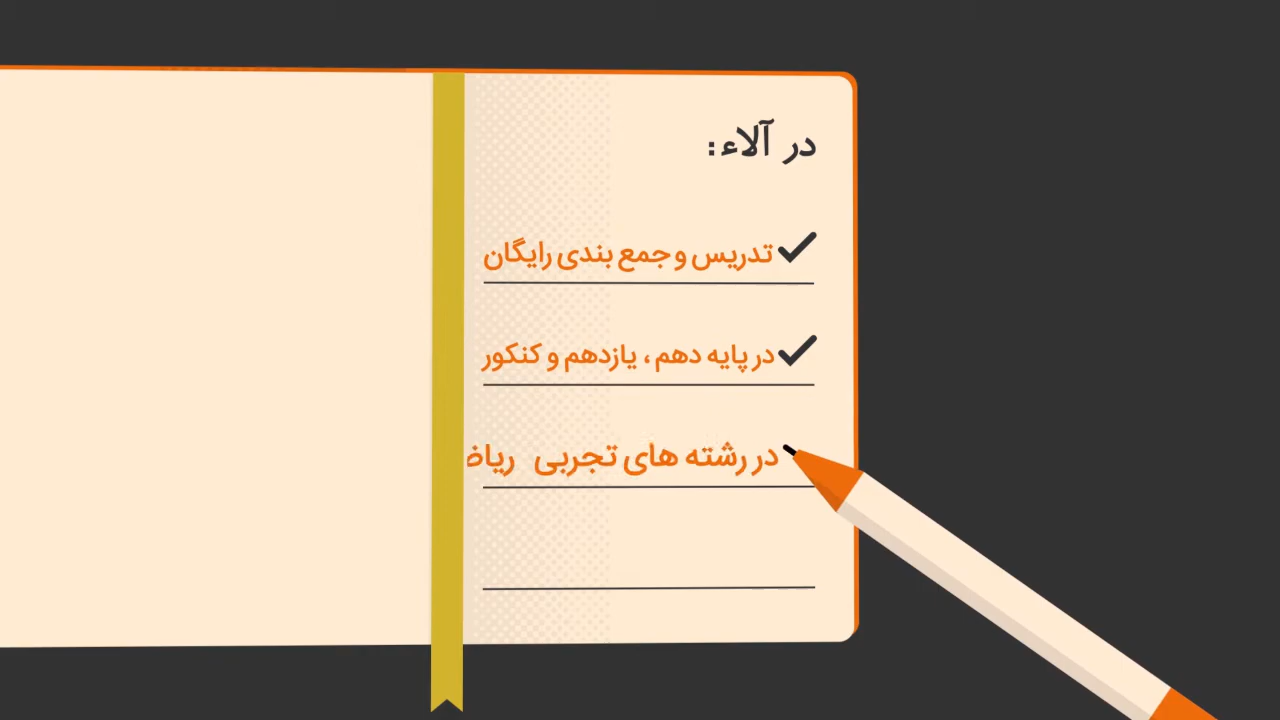 در آلاء:
تدریس و جمع بندی رایگان
در پایه دهم ، یازدهم و کنکور
در رشته های تجربی